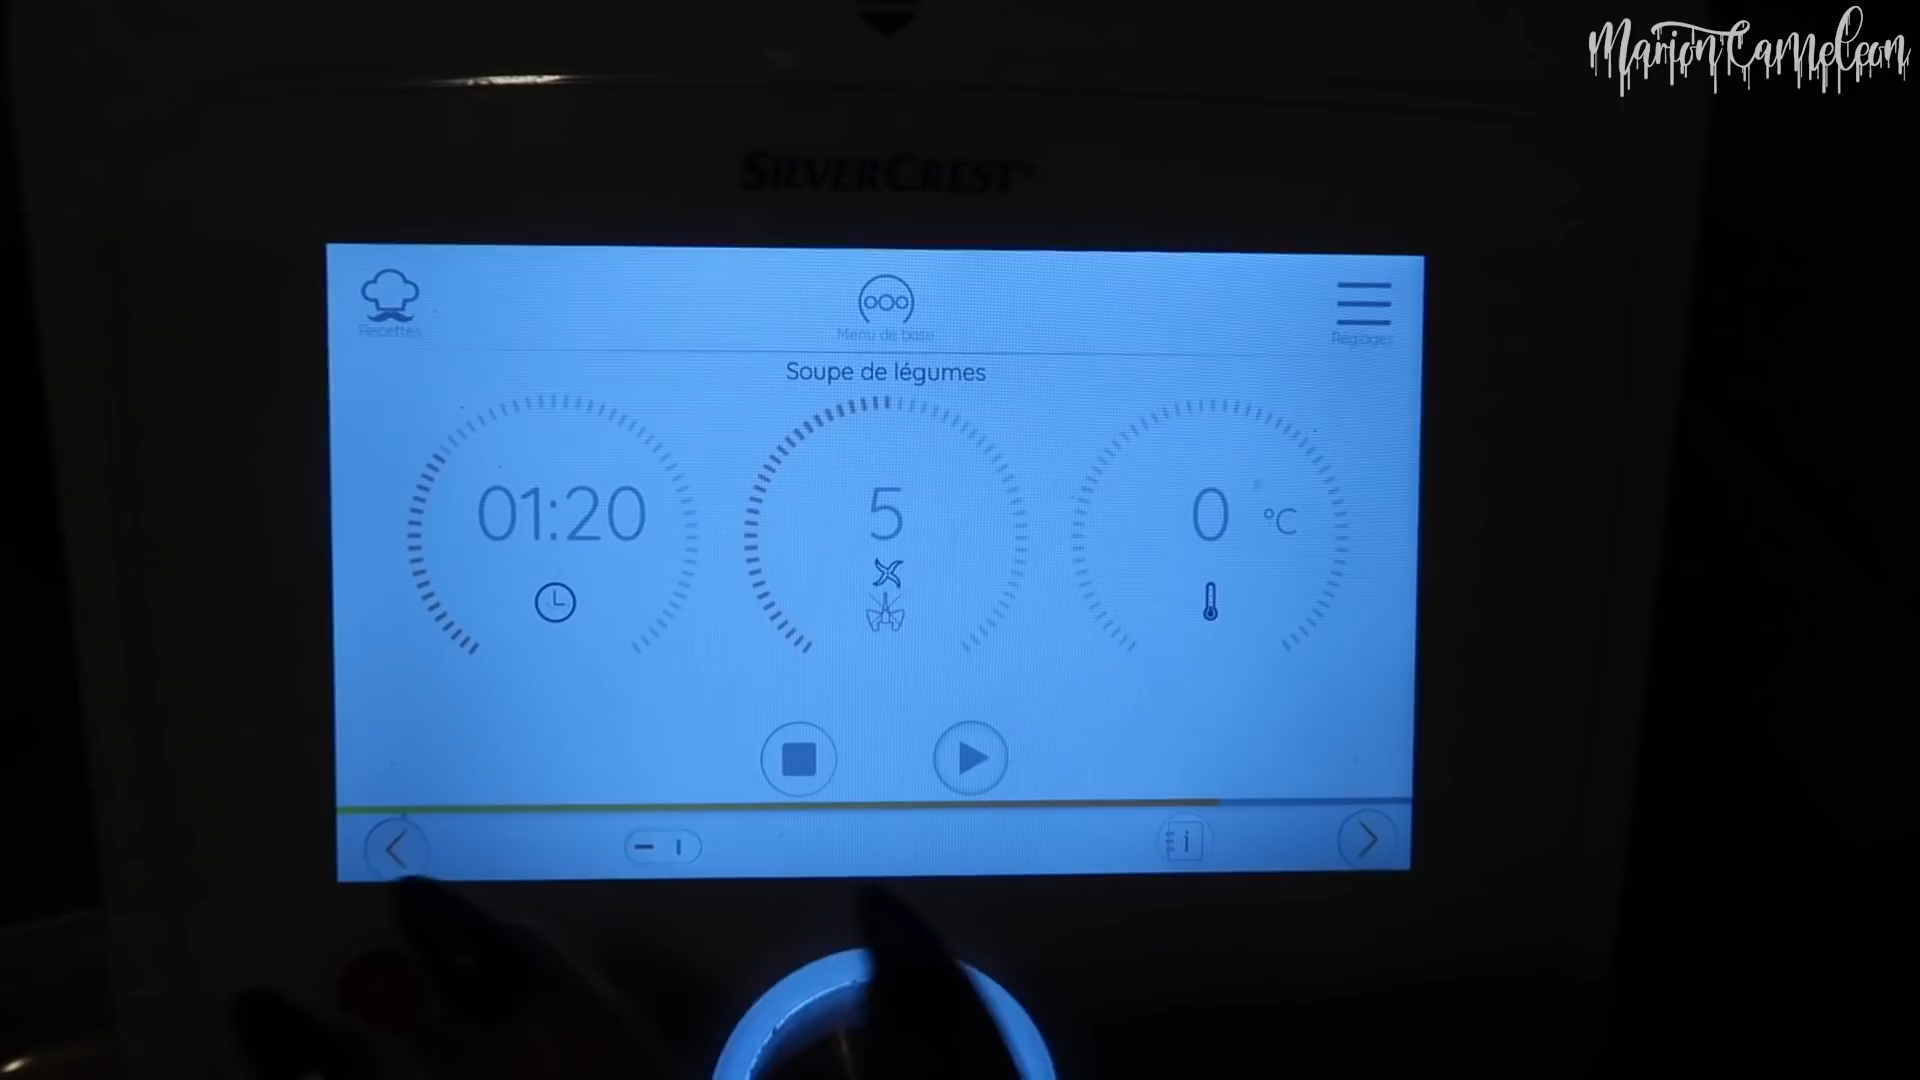 MarionCaMeLeon
SILVERCREST®
Recettes
Menu de base
Réglages
Soupe de légumes
01:20
5
0 °C
i